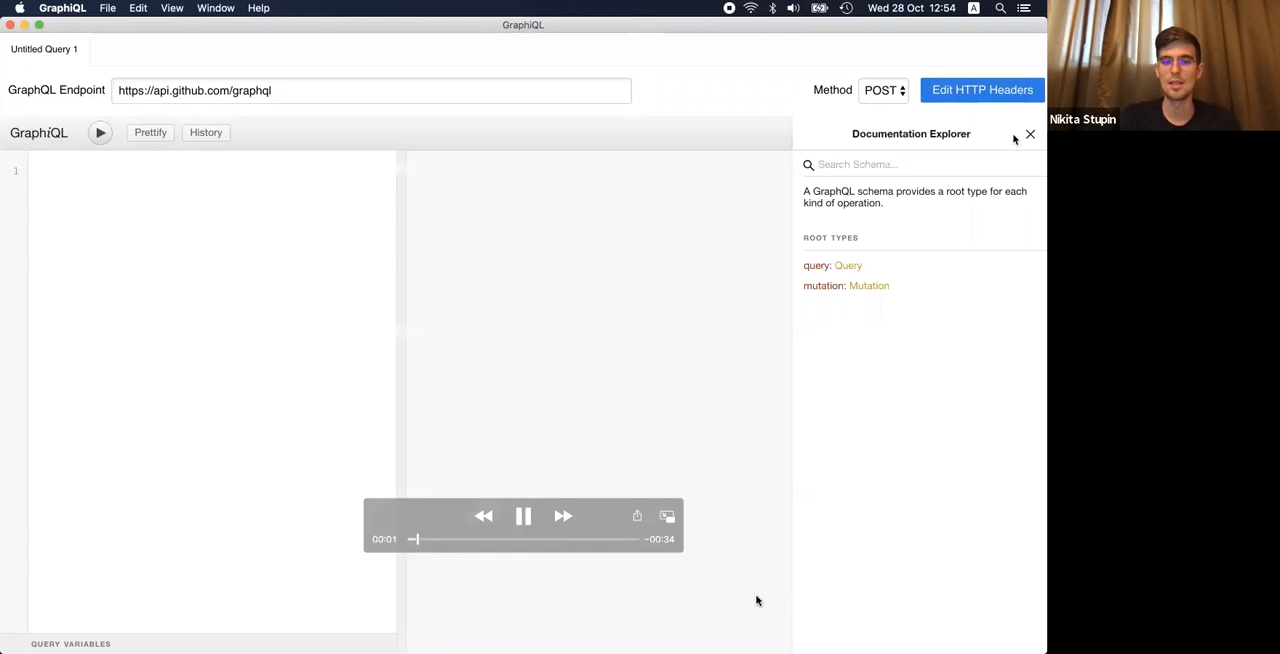 GraphiQL File Edit View Window Help
Wed 28 Oct 12:54 A
GraphiQL
Untitled Query 1
GraphQL Endpoint https://api.github.com/graphql
Method POST Edit HTTP Headers
GraphiQL Prettify History
Documentation Explorer
Nikita Stupin
1
Search Schema...
A GraphQL schema provides a root type for each
kind of operation.
ROOT TYPES
query: Query
mutation: Mutation
00:01 -00:34
QUERY VARIABLES